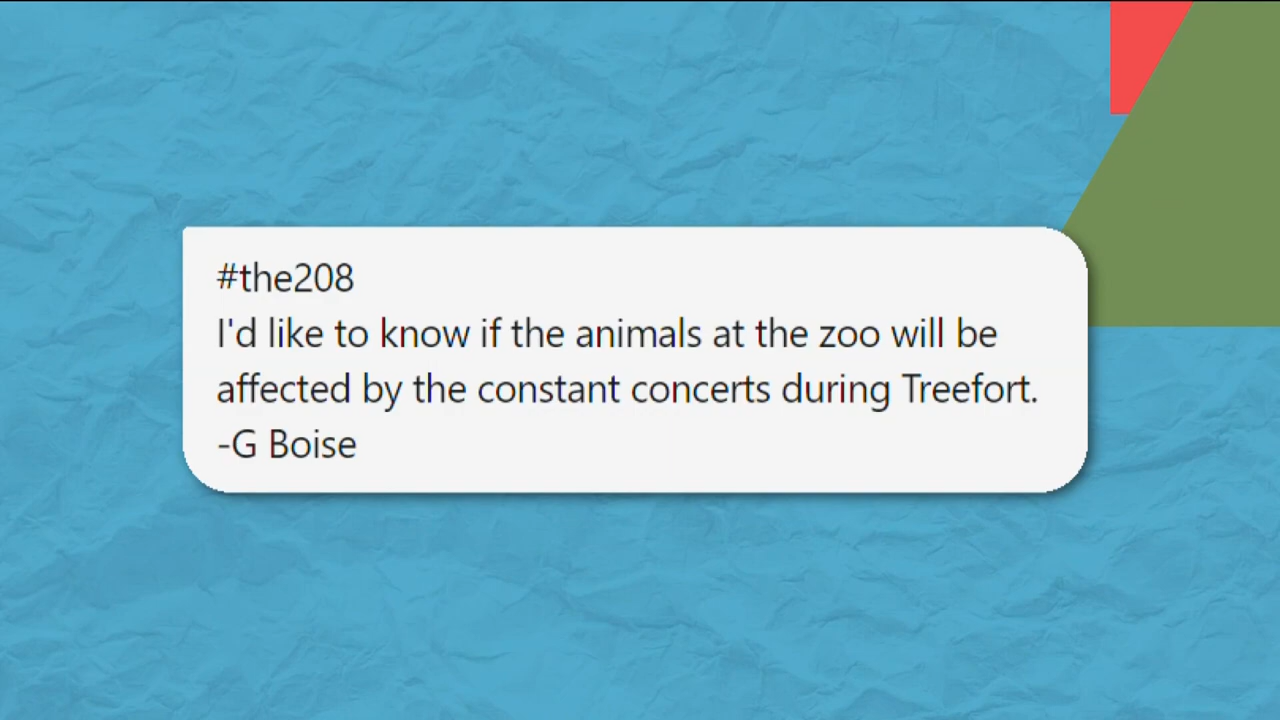 #the208
I'd like to know if the animals at the zoo will be
affected by the constant concerts during Treefort.
-G Boise